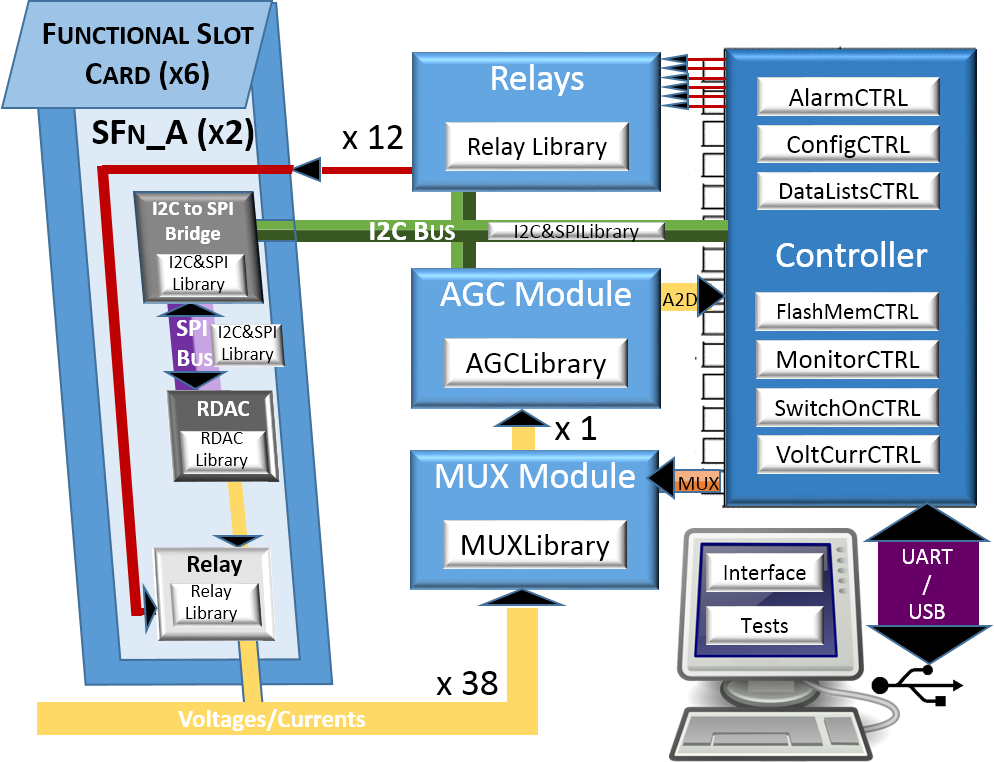 FUNCTIONAL SLOT
CARD (X6)
SFN_A (X2)
x 12
I2C to SPI
Bridge
I2C&SPI
Library
SPI
BUS
I2C&SPI
Library
RDAC
RDAC
Library
Relay
Relay
Library
Voltages/Currents
x 38
Relays
Relay Library
I2C BUS
I2C&SPILibrary
AGC Module
AGCLibrary
A2D
x 1
MUX Module
MUXLibrary
MUX
AlarmCTRL
ConfigCTRL
DataListsCTRL
Controller
FlashMemCTRL
MonitorCTRL
SwitchOnCTRL
VoltCurrCTRL
Interface
Tests
UART
/
USB